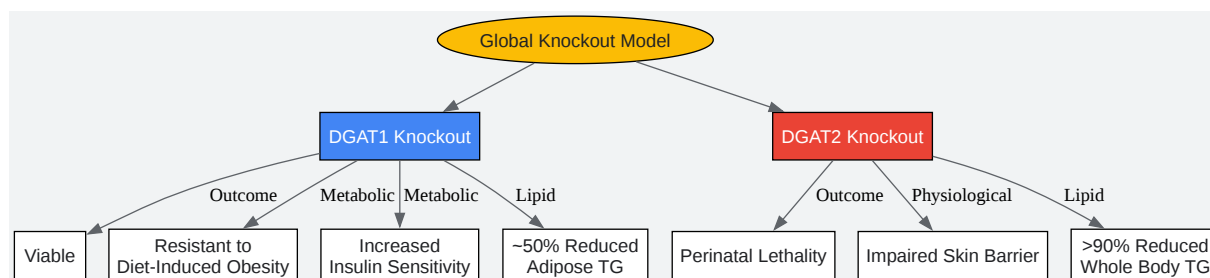 Global Knockout Model
DGAT1 Knockout
DGAT2 Knockout
Outcome
Metabolic
Metabolic
Lipid
Outcome
Physiological
Lipid
Viable
Resistant to
Diet-Induced Obesity
Increased
Insulin Sensitivity
~50% Reduced
Adipose TG
Perinatal Lethality
Impaired Skin Barrier
>90% Reduced
Whole Body TG